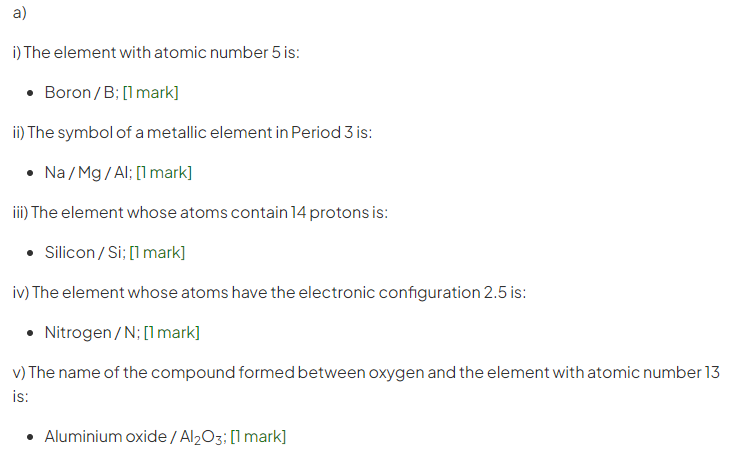 a)
i) The element with atomic number 5 is:
• Boron / B; [1 mark]
ii) The symbol of a metallic element in Period 3 is:
• Na / Mg / Al; [1 mark]
iii) The element whose atoms contain 14 protons is:
• Silicon / Si; [1 mark]
iv) The element whose atoms have the electronic configuration 2.5 is:
• Nitrogen / N; [1 mark]
v) The name of the compound formed between oxygen and the element with atomic number 13
is:
• Aluminium oxide / Al₂O₃; [1 mark]